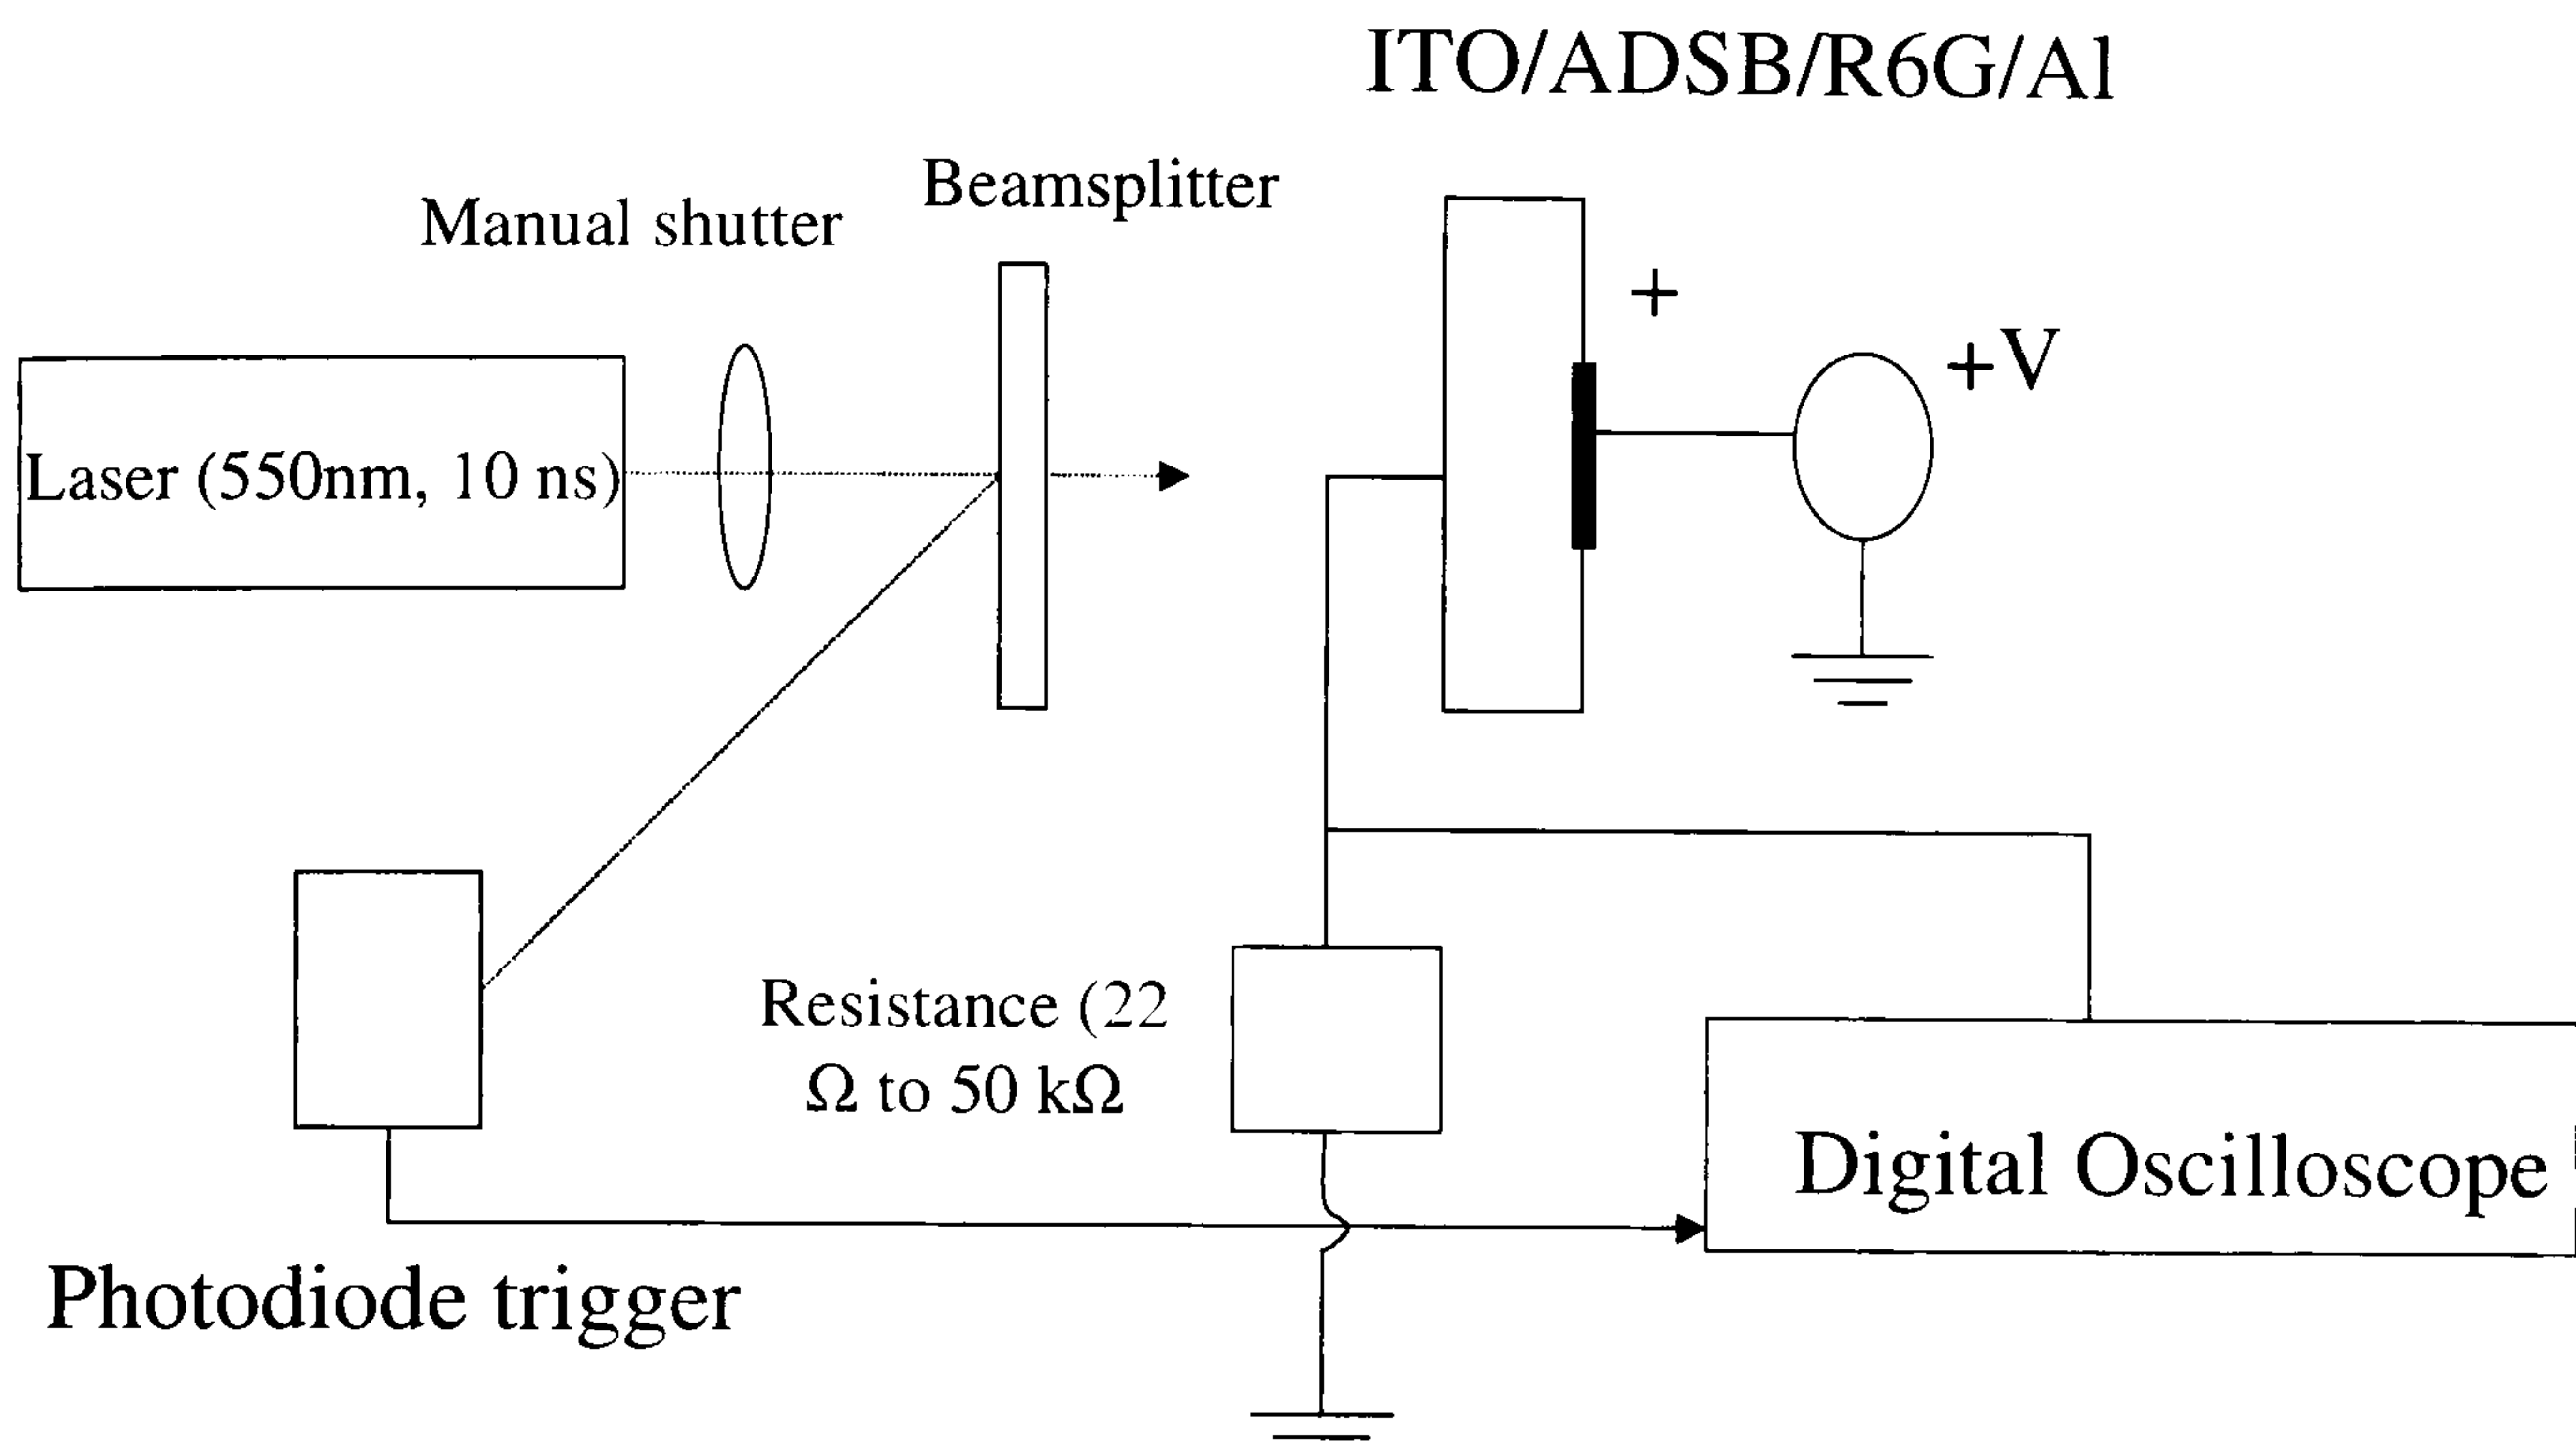 ITO/ADSB/R6G/Al
Beamsplitter
Manual shutter
+
+V
Laser (550nm, 10 ns)
Resistance (22
Ω to 50 kΩ
Digital Oscilloscope
Photodiode trigger